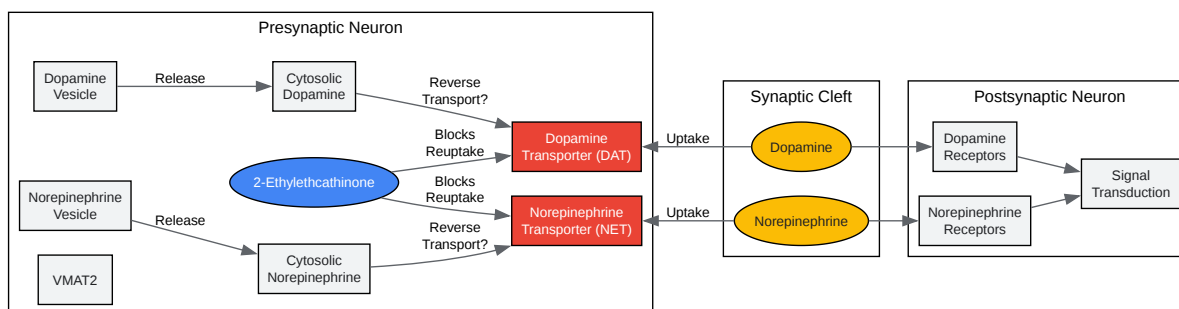 Presynaptic Neuron
Dopamine
Vesicle
Release
Cytosolic
Dopamine
Reverse
Transport?
Dopamine
Transporter (DAT)
Blocks
Reuptake
2-Ethylethcathinone
Blocks
Reuptake
Norepinephrine
Transporter (NET)
Norepinephrine
Vesicle
Release
Reverse
Transport?
Cytosolic
Norepinephrine
VMAT2
Uptake
Uptake
Synaptic Cleft
Dopamine
Norepinephrine
Postsynaptic Neuron
Dopamine
Receptors
Norepinephrine
Receptors
Signal
Transduction